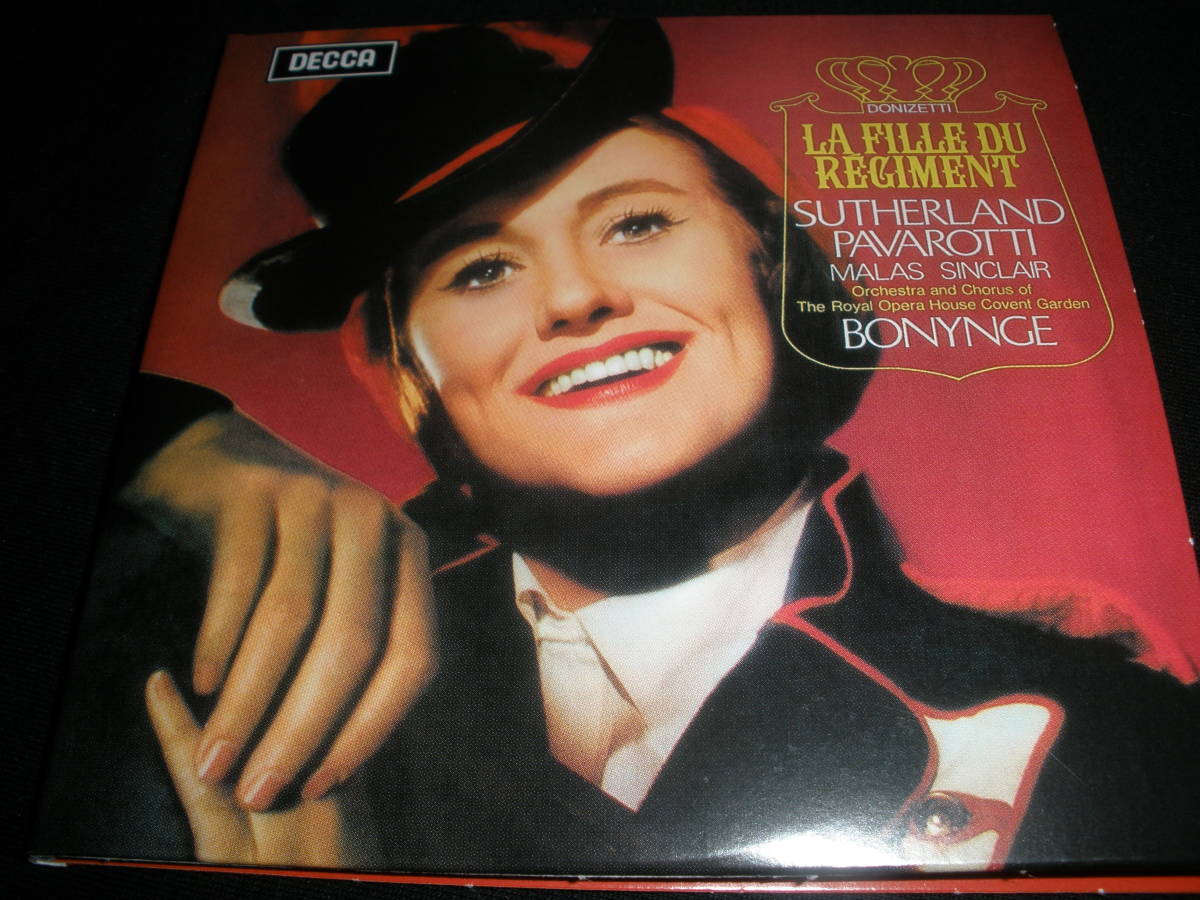 DECCA
DONIZETTI
LA FILLE DU
REGIMENT
SUTHERLAND
PAVAROTTI
MALAS SINCLAIR
Orchestra and Chorus of
The Royal Opera House Covent Garden
BONYNGE